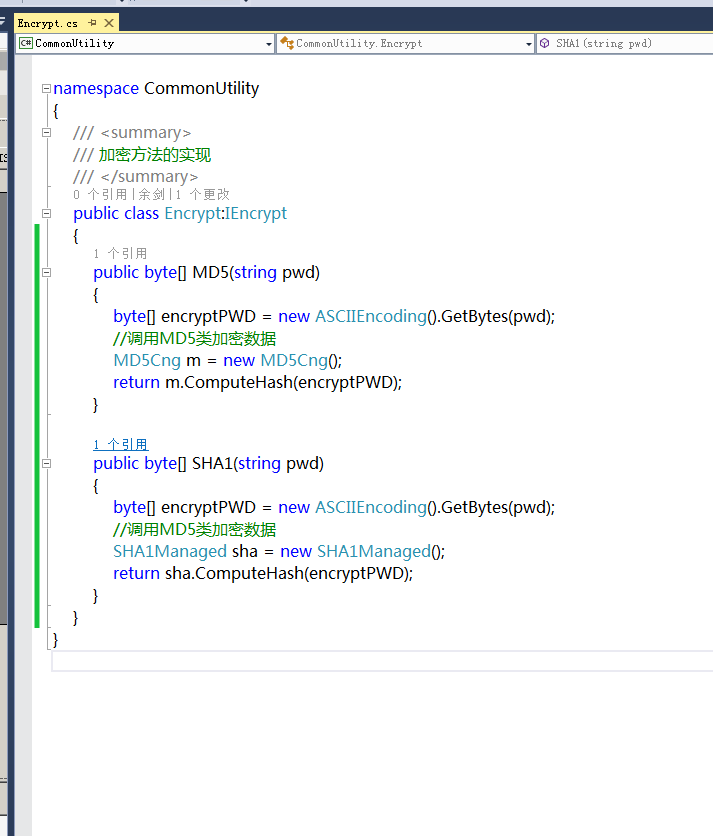 Encrypt.cs
C# CommonUtility
CommonUtility.Encrypt
SHA1(string pwd)
namespace CommonUtility
{
/// <summary>
/// 加密方法的实现
/// </summary>
0 个引用|余剑|1 个更改
public class Encrypt:IEncrypt
{
1 个引用
public byte[] MD5(string pwd)
{
byte[] encryptPWD = new ASCIIEncoding().GetBytes(pwd);
//调用MD5类加密数据
MD5Cng m = new MD5Cng();
return m.ComputeHash(encryptPWD);
}
1 个引用
public byte[] SHA1(string pwd)
{
byte[] encryptPWD = new ASCIIEncoding().GetBytes(pwd);
//调用MD5类加密数据
SHA1Managed sha = new SHA1Managed();
return sha.ComputeHash(encryptPWD);
}
}
}